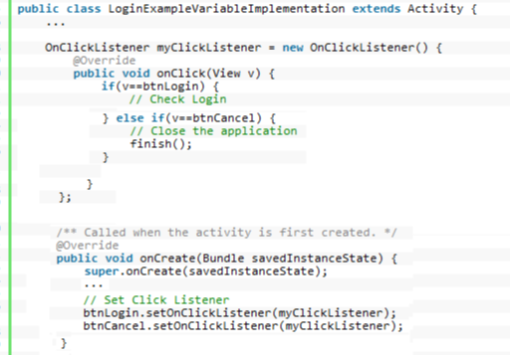 public class LoginExampleVariableImplementation extends Activity {
...
OnClickListener myClickListener = new OnClickListener() {
@Override
public void onClick(View v) {
if(v==btnLogin) {
// Check Login
} else if(v==btnCancel) {
// Close the application
finish();
}
}
};
/** Called when the activity is first created. */
@Override
public void onCreate(Bundle savedInstanceState) {
super.onCreate(savedInstanceState);
...
// Set Click Listener
btnLogin.setOnClickListener(myClickListener);
btnCancel.setOnClickListener(myClickListener);
}